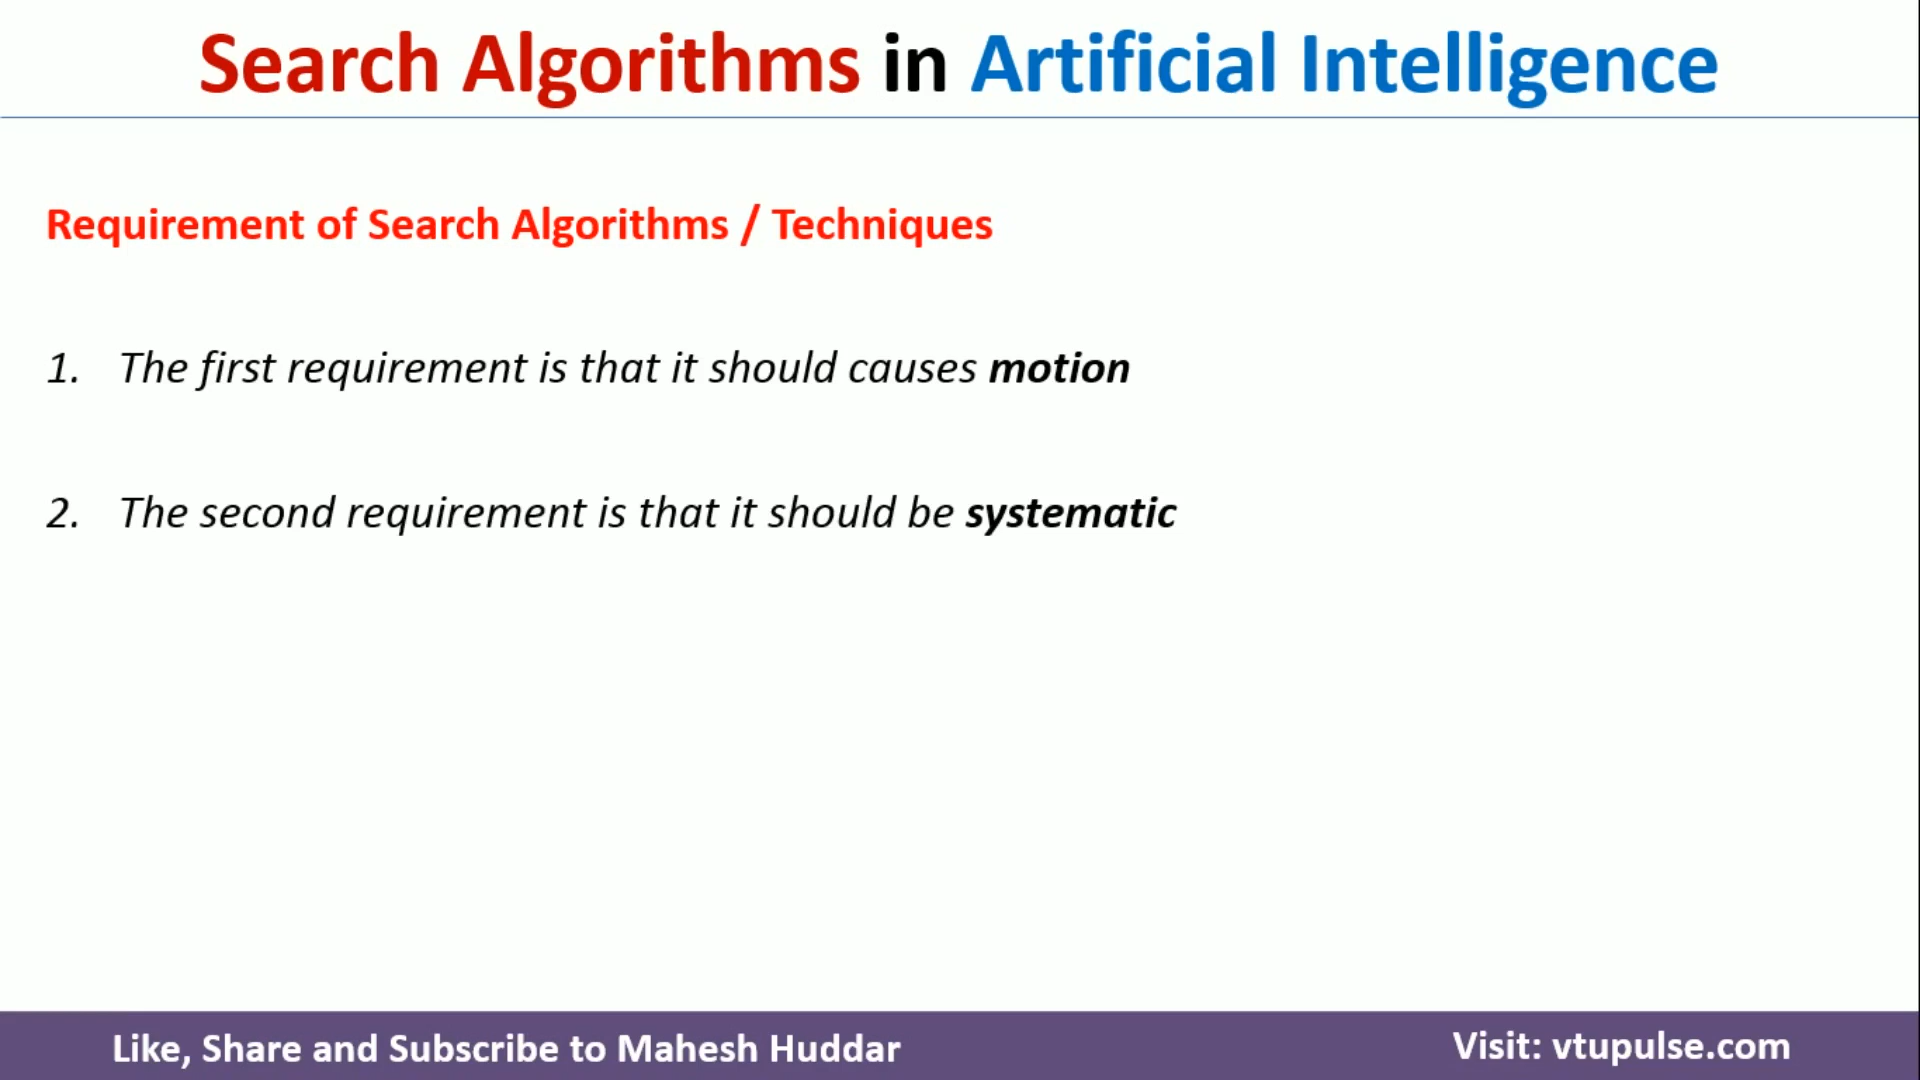 Search Algorithms in Artificial Intelligence
Requirement of Search Algorithms / Techniques
1. The first requirement is that it should causes motion
2. The second requirement is that it should be systematic
Like, Share and Subscribe to Mahesh Huddar
Visit: vtupulse.com